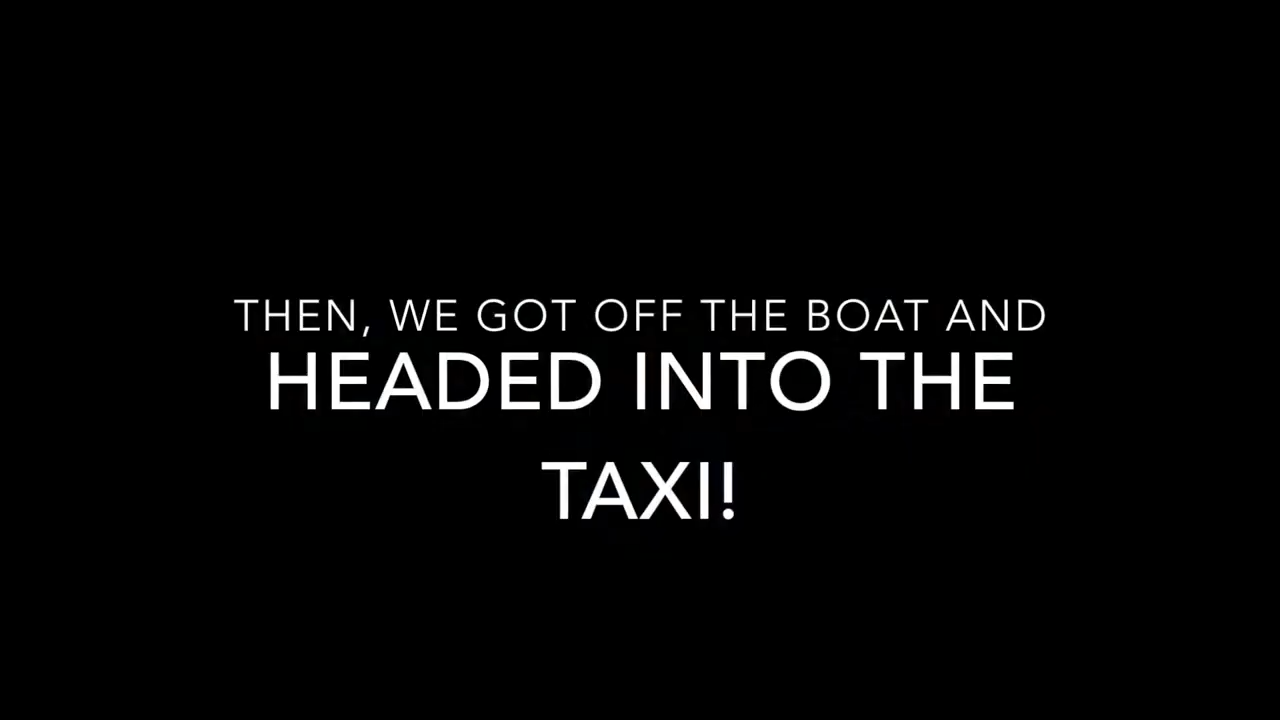 THEN, WE GOT OFF THE BOAT AND
HEADED INTO THE
TAXI!